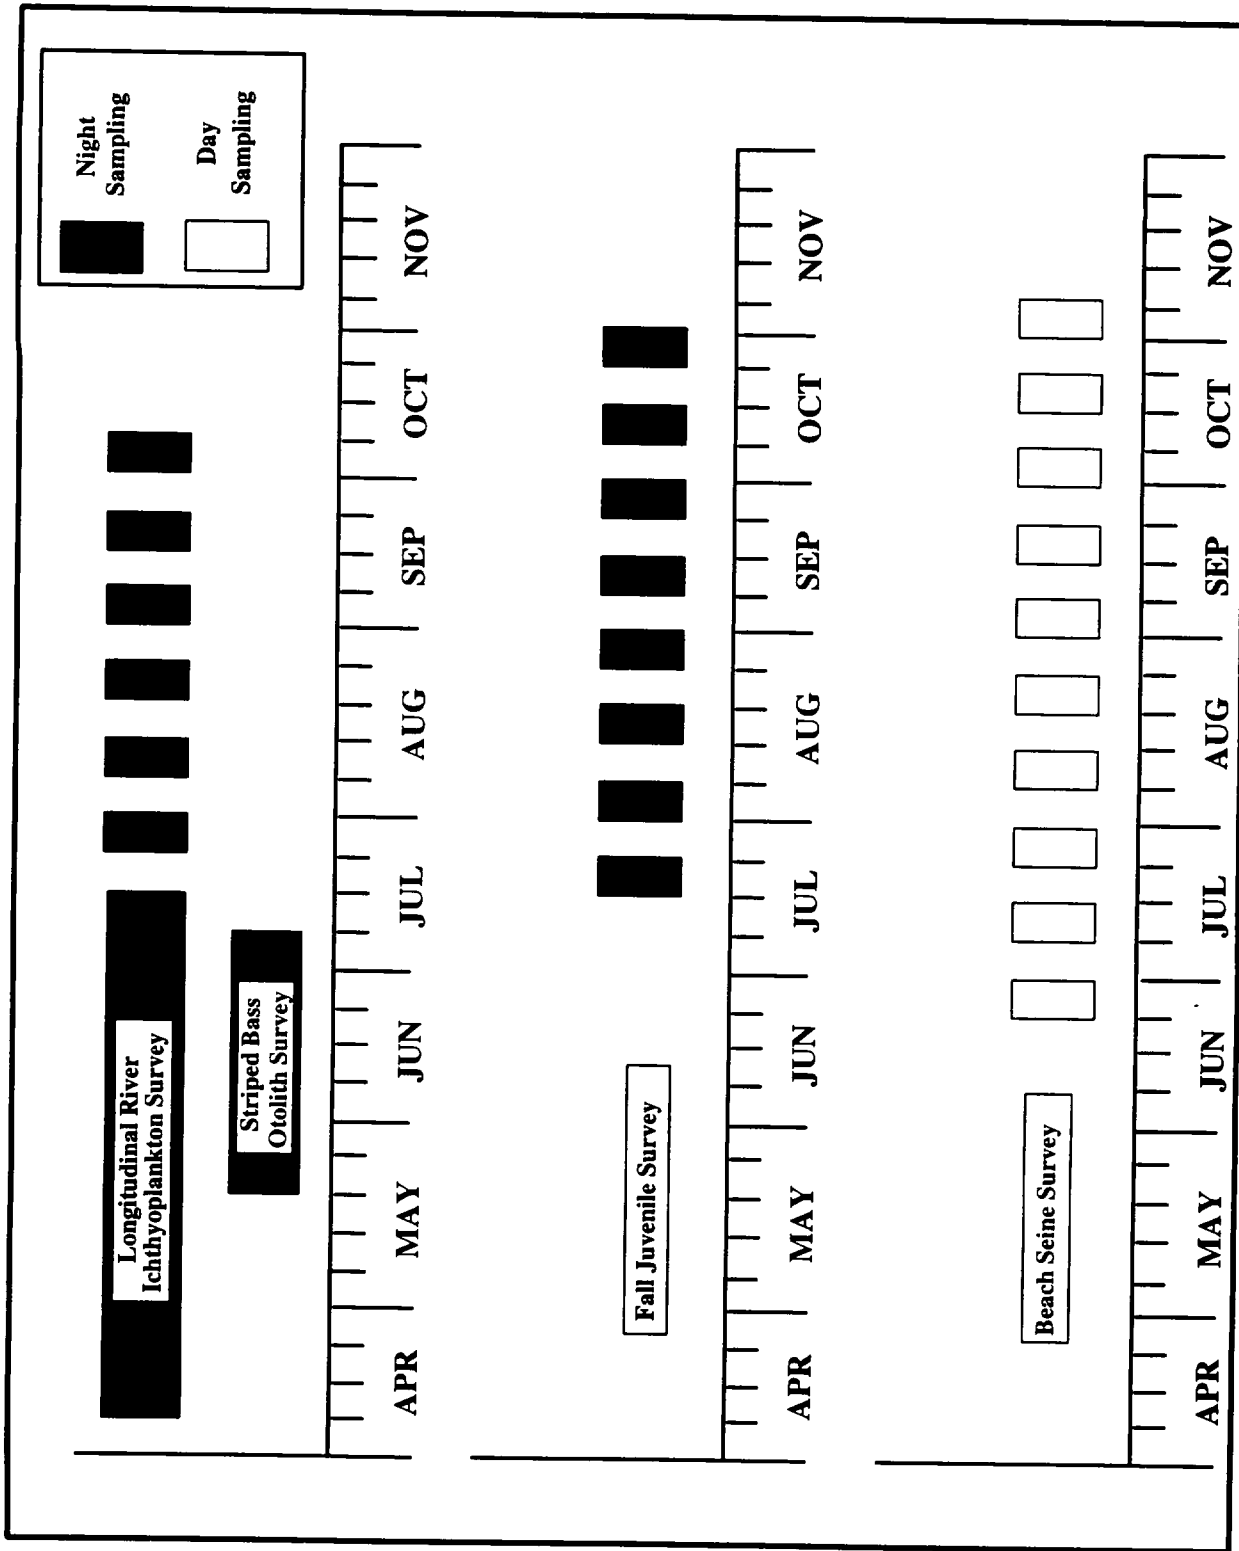 Night
Sampling
Day
Sampling
Longitudinal River
Ichthyoplankton Survey
Striped Bass
Otolith Survey
APR MAY JUN JUL AUG SEP OCT NOV
Fall Juvenile Survey
APR MAY JUN JUL AUG SEP OCT NOV
Beach Seine Survey
APR MAY JUN JUL AUG SEP OCT NOV